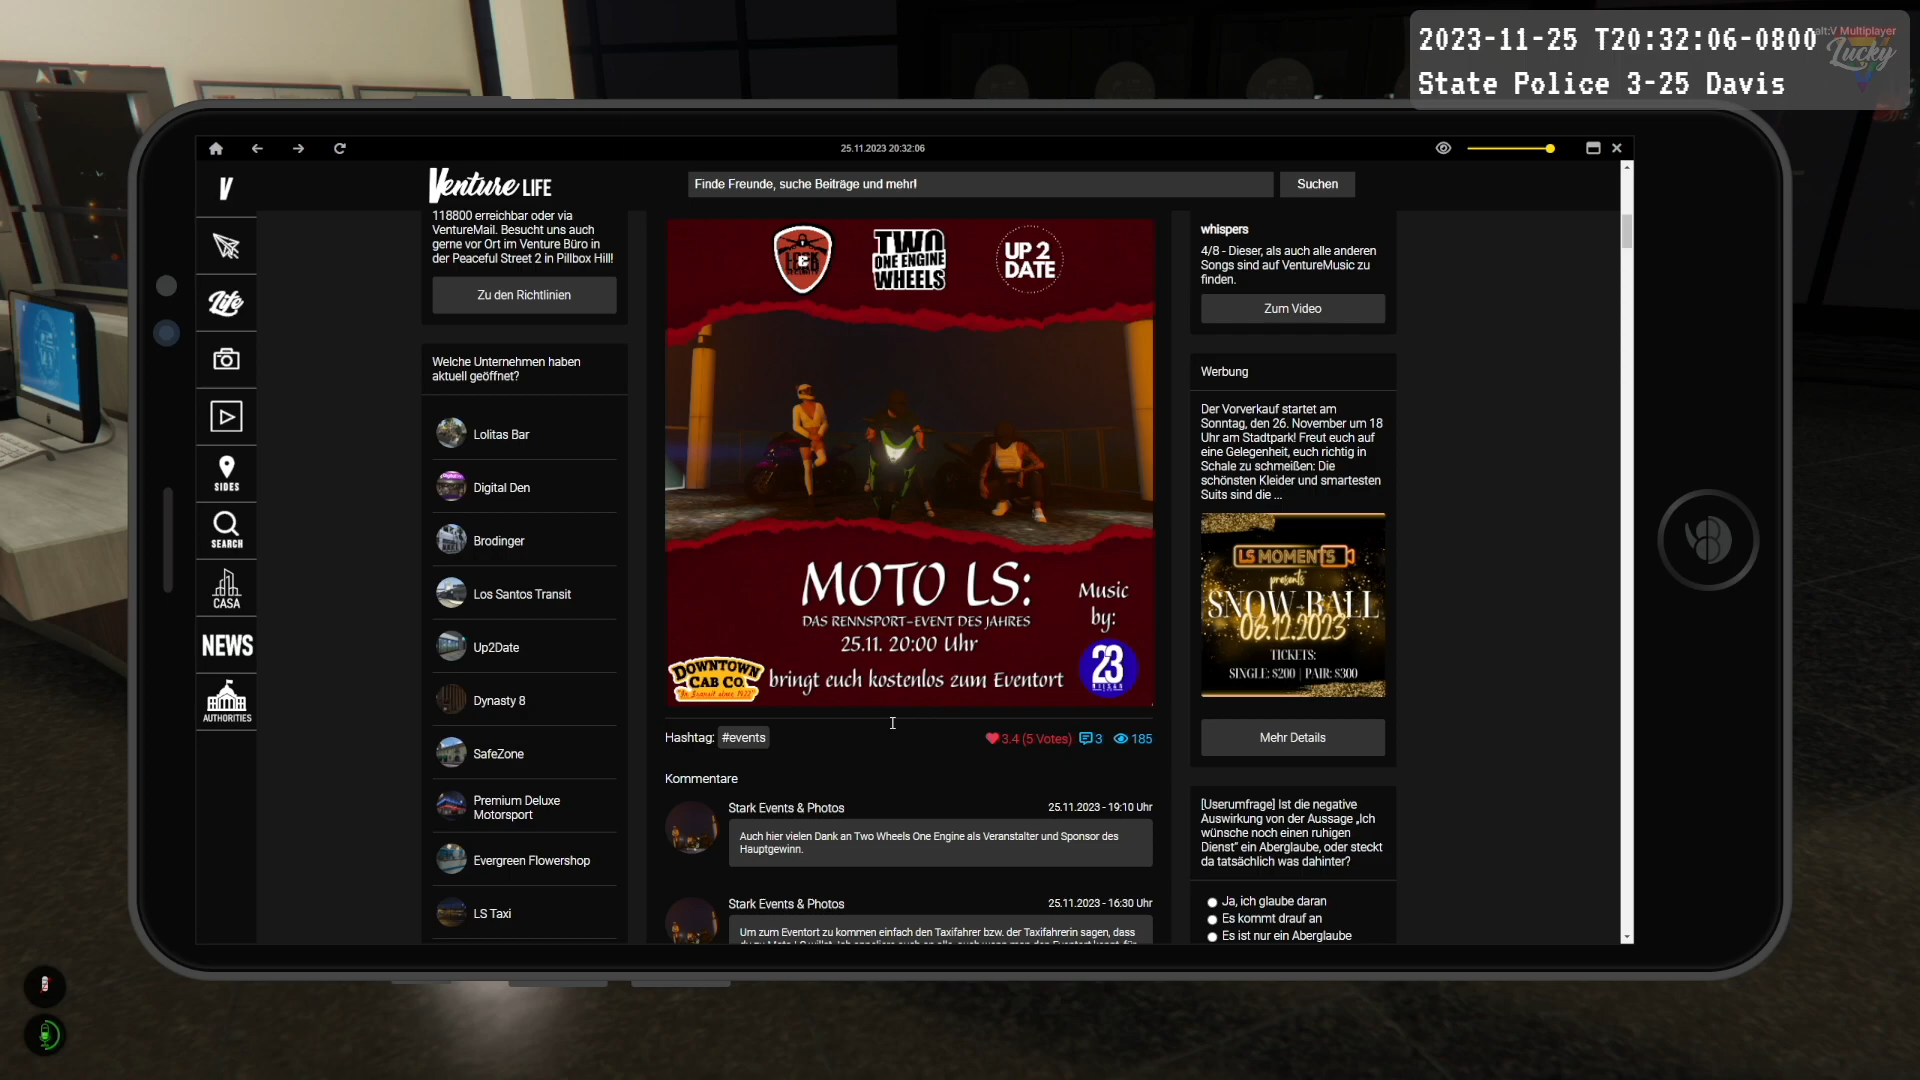 2023-11-25 T20:32:06-0800
alt:V Multiplayer
Lucky
State Police 3-25 Davis
25.11.2023 20:32:06
V
Venture LIFE
Finde Freunde, suche Beiträge und mehr!
Suchen
Life
SIDES
SEARCH
CASA
NEWS
AUTHORITIES
118800 erreichbar oder via
VentureMail. Besucht uns auch
gerne vor Ort im Venture Büro in
der Peaceful Street 2 in Pillbox Hill!
Zu den Richtlinien
Welche Unternehmen haben
aktuell geöffnet?
Lolitas Bar
Digital Den
Brodinger
Los Santos Transit
Up2Date
Dynasty 8
SafeZone
Premium Deluxe
Motorsport
Evergreen Flowershop
LS Taxi
&
TWO
ONE ENGINE
WHEELS
UP 2
DATE
MOTO LS:
DAS RENNSPORT-EVENT DES JAHRES
25.11. 20:00 Uhr
Music
by:
23
DOWNTOWN
CAB CO.
bringt euch kostenlos zum Eventort
Hashtag: #events
3.4 (5 Votes) 3 185
Kommentare
Stark Events & Photos 25.11.2023 - 19:10 Uhr
Auch hier vielen Dank an Two Wheels One Engine als Veranstalter und Sponsor des
Hauptgewinn.
Stark Events & Photos 25.11.2023 - 16:30 Uhr
Um zum Eventort zu kommen einfach den Taxifahrer bzw. der Taxifahrerin sagen, dass
whispers
4/8 - Dieser, als auch alle anderen
Songs sind auf VentureMusic zu
finden.
Zum Video
Werbung
Der Vorverkauf startet am
Sonntag, den 26. November um 18
Uhr am Stadtpark! Freut euch auf
eine Gelegenheit, euch richtig in
Schale zu schmeißen: Die
schönsten Kleider und smartesten
Suits sind die ...
LS MOMENTS
presents
SNOW BALL
08.12.2023
TICKETS:
SINGLE: $200 | PAIR: $300
Mehr Details
[Userumfrage] Ist die negative
Auswirkung von der Aussage „Ich
wünsche noch einen ruhigen
Dienst" ein Aberglaube, oder steckt
da tatsächlich was dahinter?
Ja, ich glaube daran
Es kommt drauf an
Es ist nur ein Aberglaube